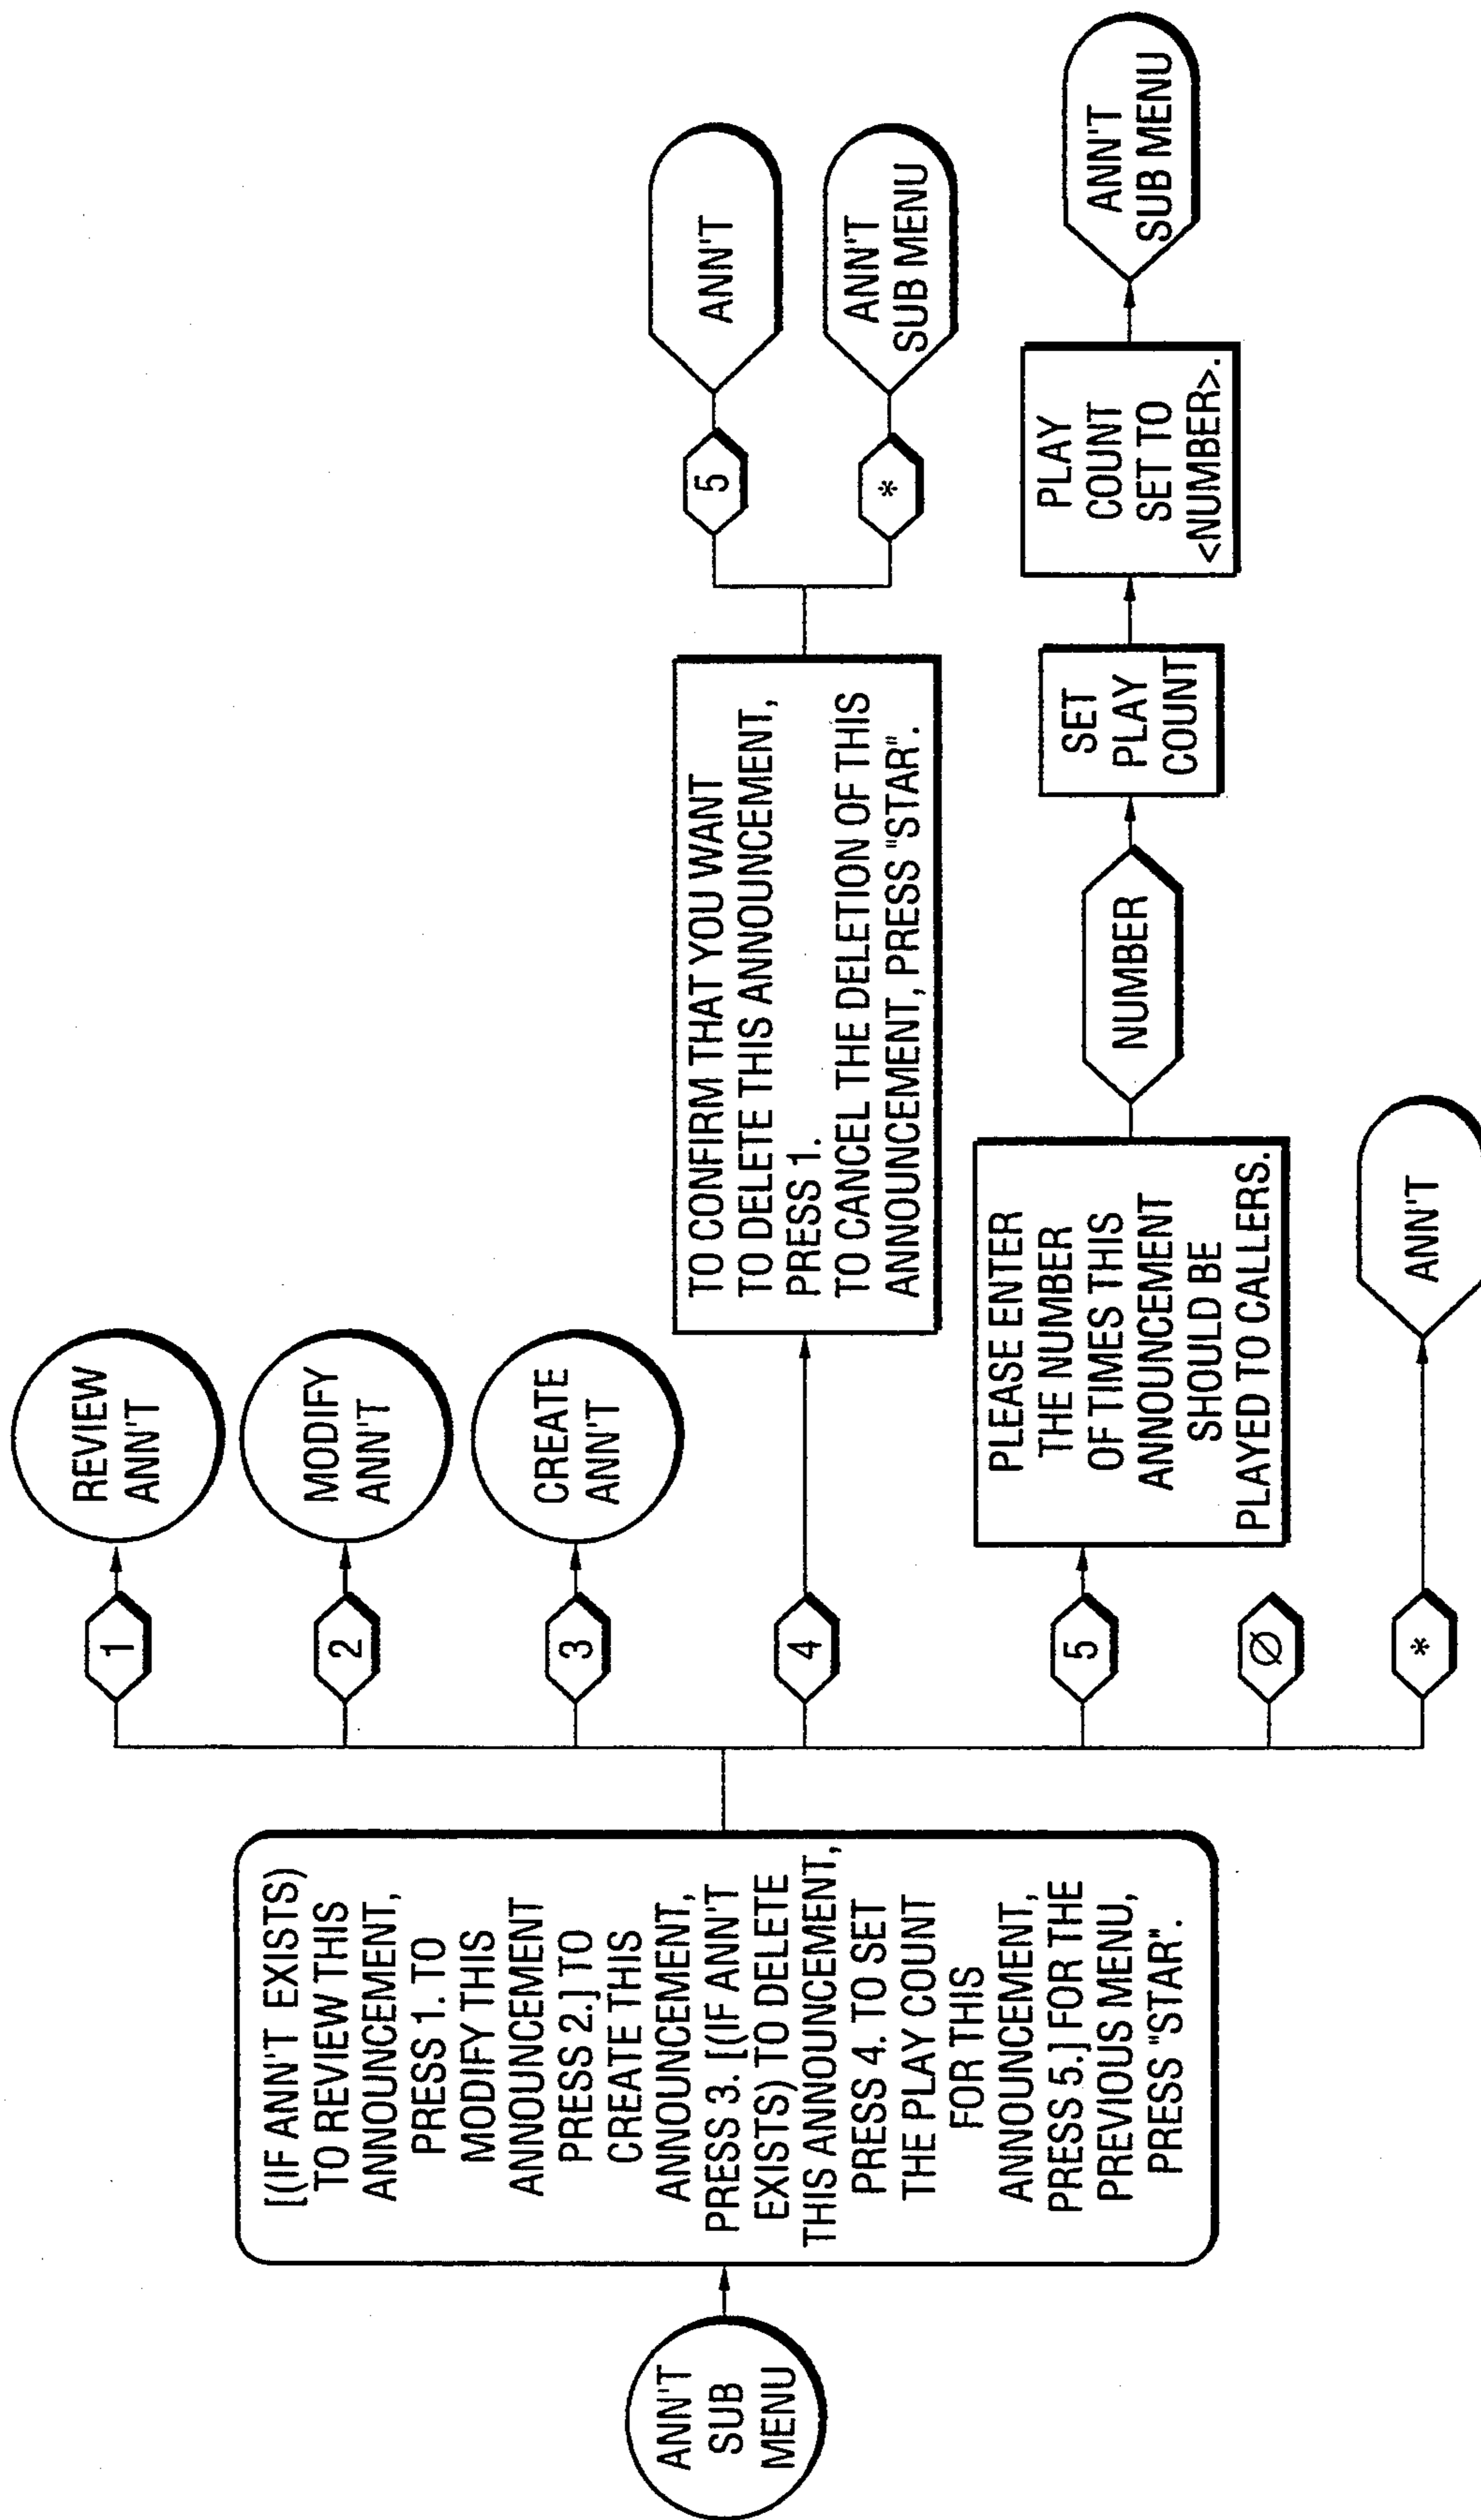 ANN'T
SUB
MENU
[(IF ANN'T EXISTS)
TO REVIEW THIS
ANNOUNCEMENT,
PRESS 1. TO
MODIFY THIS
ANNOUNCEMENT
PRESS 2.] TO
CREATE THIS
ANNOUNCEMENT,
PRESS 3. [(IF ANN'T
EXISTS) TO DELETE
THIS ANNOUNCEMENT,
PRESS 4. TO SET
THE PLAY COUNT
FOR THIS
ANNOUNCEMENT,
PRESS 5.] FOR THE
PREVIOUS MENU,
PRESS "STAR".
1
REVIEW
ANN'T
2
MODIFY
ANN'T
3
CREATE
ANN'T
4
TO CONFIRM THAT YOU WANT
TO DELETE THIS ANNOUNCEMENT,
PRESS 1.
TO CANCEL THE DELETION OF THIS
ANNOUNCEMENT, PRESS "STAR".
5
ANN'T
*
ANN'T
SUB MENU
5
PLEASE ENTER
THE NUMBER
OF TIMES THIS
ANNOUNCEMENT
SHOULD BE
PLAYED TO CALLERS.
NUMBER
SET
PLAY
COUNT
PLAY
COUNT
SET TO
<NUMBER>.
ANN'T
SUB MENU
∅
*
ANN'T